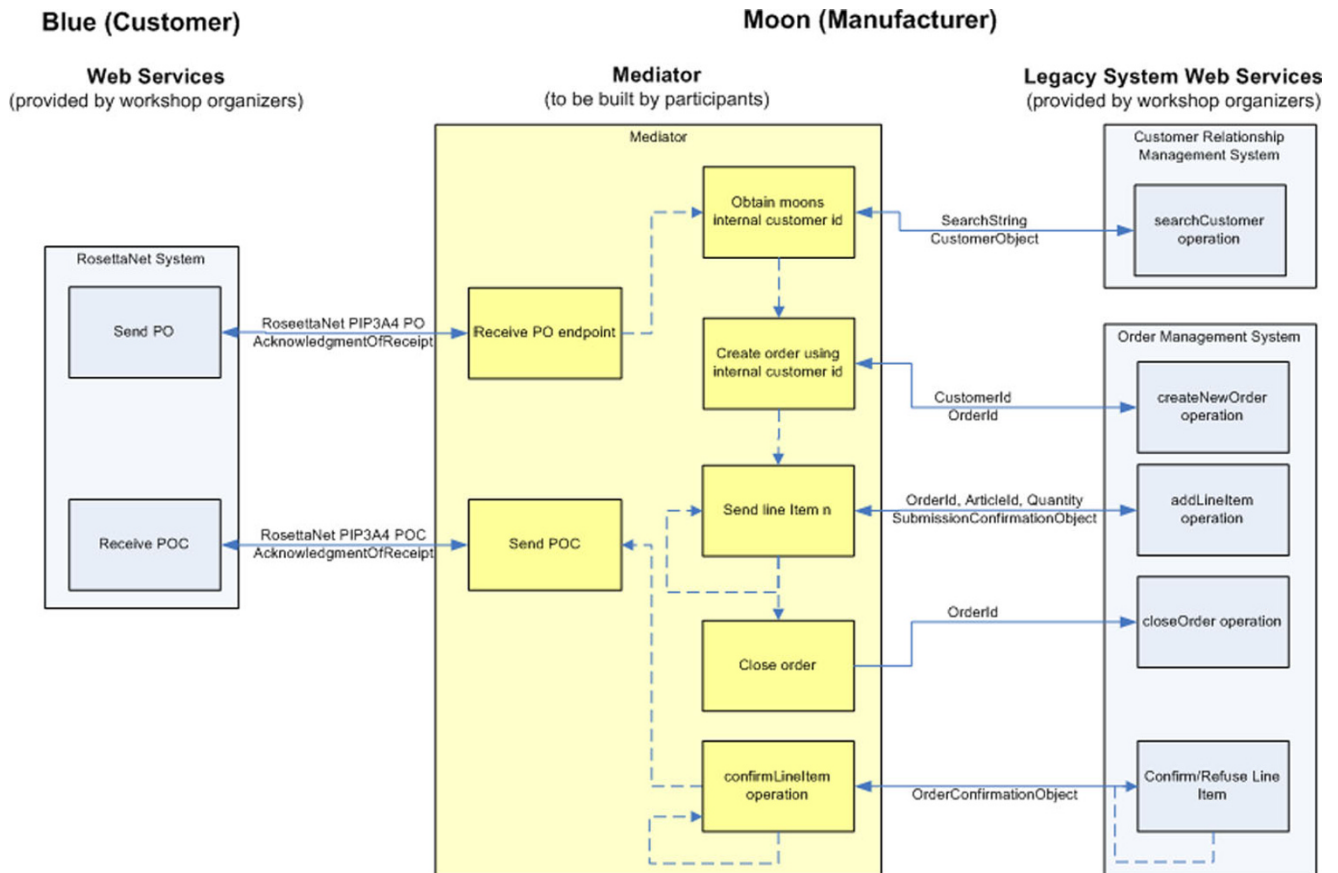 Blue (Customer)
Moon (Manufacturer)
Web Services
(provided by workshop organizers)
Mediator
(to be built by participants)
Legacy System Web Services
(provided by workshop organizers)
Mediator
Customer Relationship
Management System
Obtain moons
internal customer id
SearchString
CustomerObject
searchCustomer
operation
RosettaNet System
Send PO
RoseettaNet PIP3A4 PO
AcknowledgmentOfReceipt
Receive PO endpoint
Order Management System
Create order using
internal customer id
CustomerId
OrderId
createNewOrder
operation
Send line Item n
OrderId, ArticleId, Quantity
SubmissionConfirmationObject
addLineItem
operation
Receive POC
RosettaNet PIP3A4 POC
AcknowledgmentOfReceipt
Send POC
OrderId
closeOrder operation
Close order
confirmLineItem
operation
OrderConfirmationObject
Confirm/Refuse Line
Item